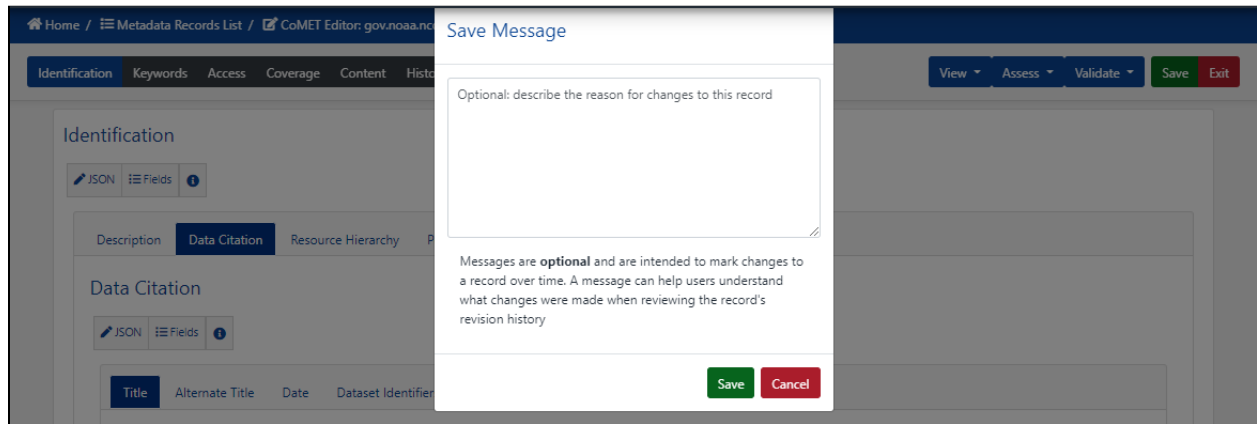 Home / Metadata Records List / CoMET Editor: gov.noaa.nc
Save Message
Identification Keywords Access Coverage Content Histo
View Assess Validate Save Exit
Optional: describe the reason for changes to this record
Identification
JSON Fields
Description Data Citation Resource Hierarchy P
Messages are optional and are intended to mark changes to
a record over time. A message can help users understand
what changes were made when reviewing the record's
revision history
Data Citation
JSON Fields
Save Cancel
Title Alternate Title Date Dataset Identifier